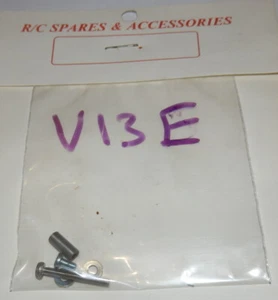 R/C SPARES & ACCESSORIES
V13E